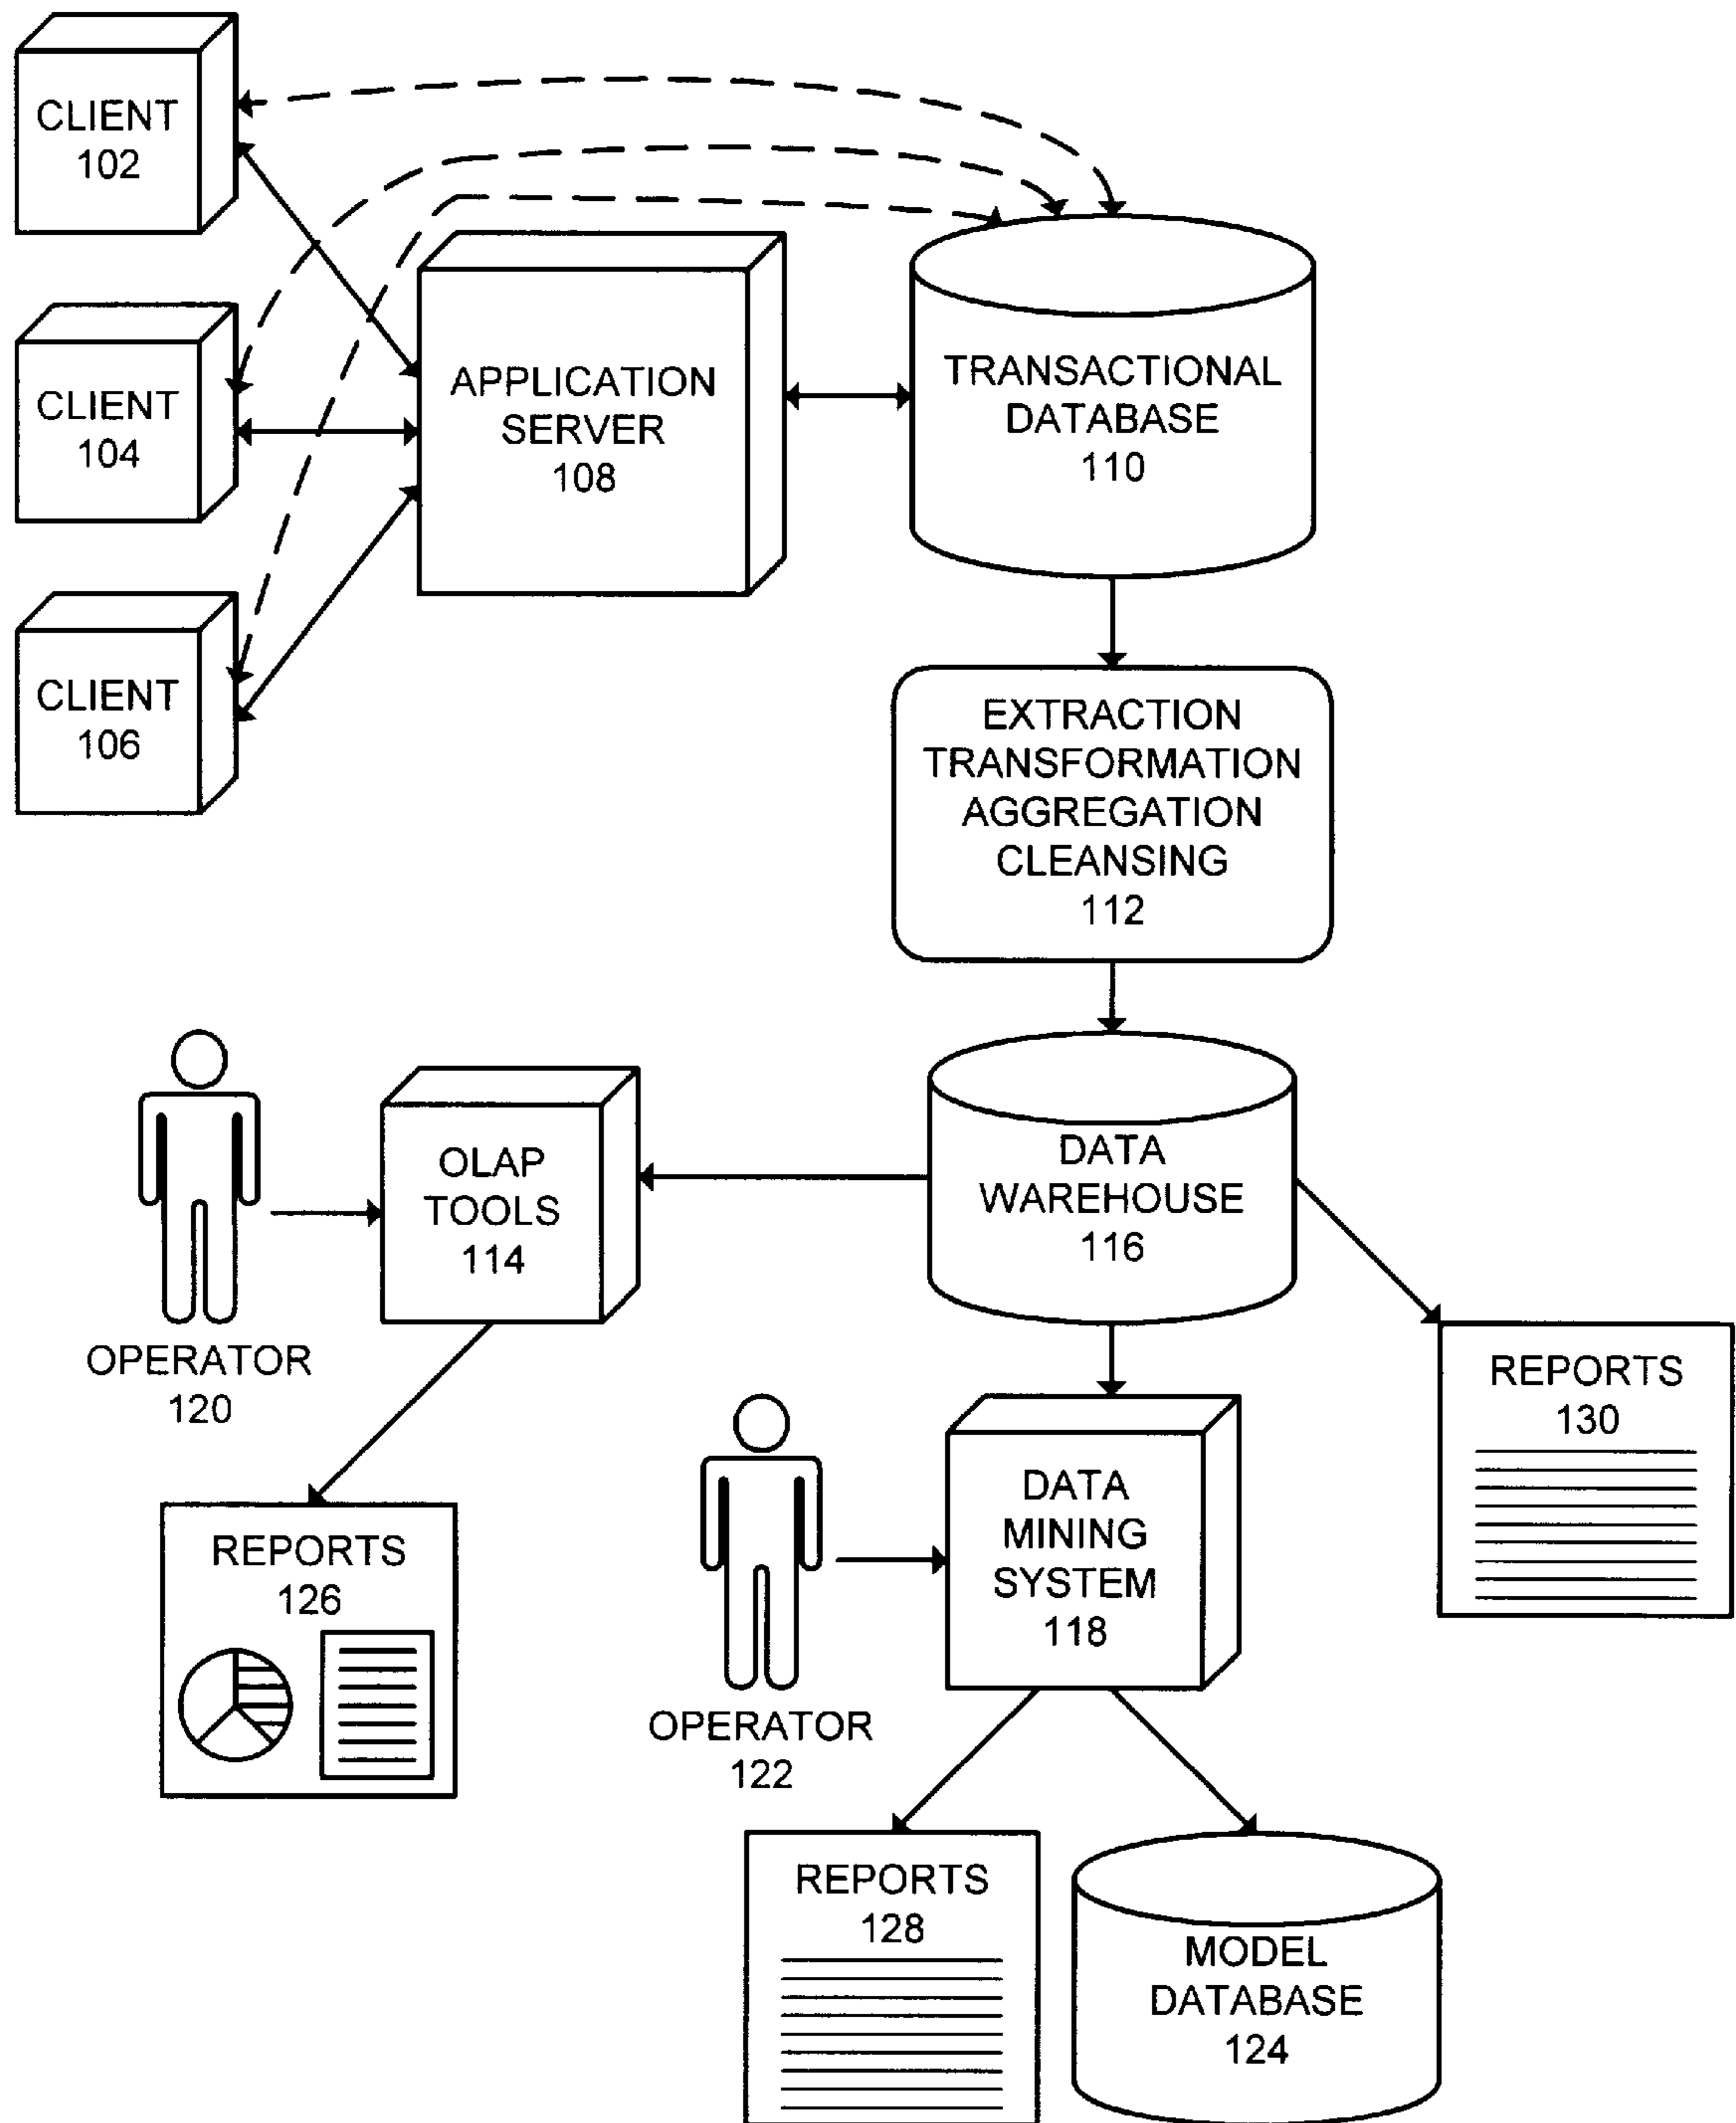 CLIENT
102
CLIENT
104
CLIENT
106
APPLICATION
SERVER
108
TRANSACTIONAL
DATABASE
110
EXTRACTION
TRANSFORMATION
AGGREGATION
CLEANSING
112
OPERATOR
120
OLAP
TOOLS
114
DATA
WAREHOUSE
116
REPORTS
130
REPORTS
126
OPERATOR
122
DATA
MINING
SYSTEM
118
REPORTS
128
MODEL
DATABASE
124